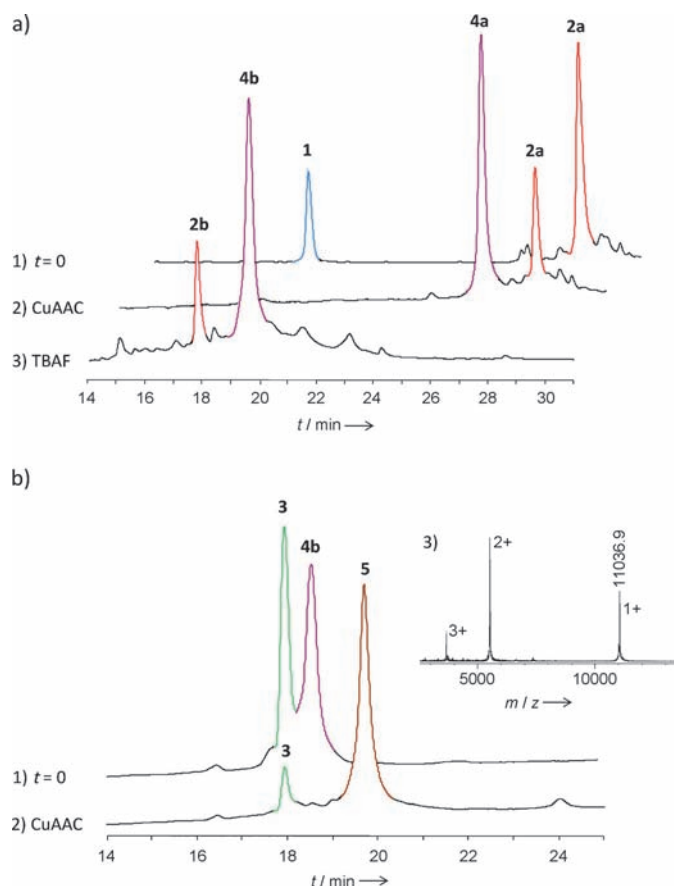 a)
4a
2a
4b
1
2a
2b
1) t = 0
2) CuAAC
3) TBAF
14 16 18 20 22 24 26 28 30
t / min →
b)
3
4b
5
3)
2+
11036.9
1+
3+
5000 10000
m / z →
3
1) t = 0
2) CuAAC
14 16 18 20 22 24
t / min →